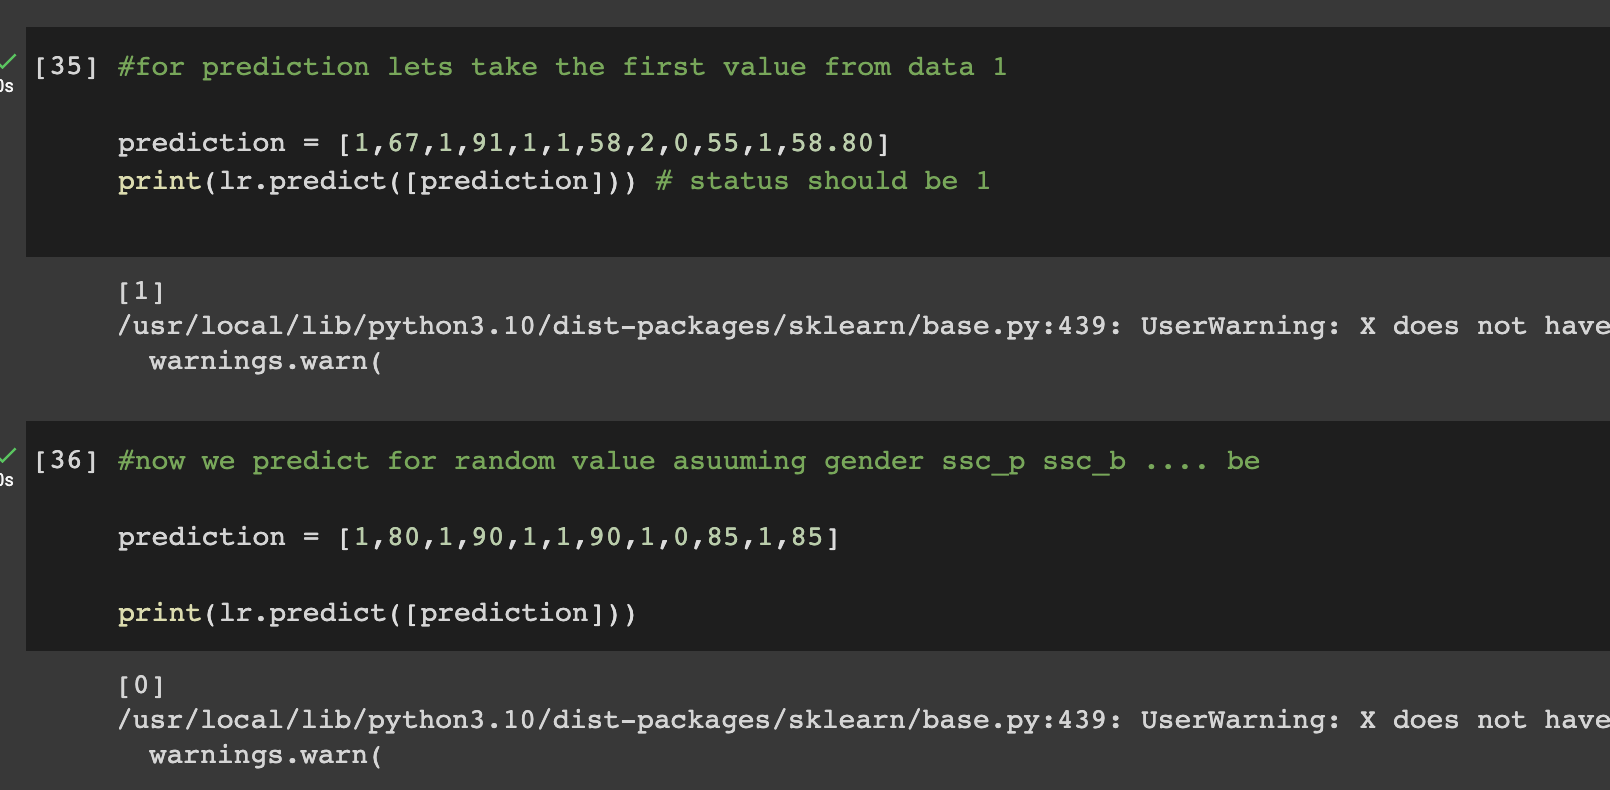 [35] #for prediction lets take the first value from data 1
0s
prediction = [1,67,1,91,1,1,58,2,0,55,1,58.80]
print(lr.predict([prediction])) # status should be 1
[1]
/usr/local/lib/python3.10/dist-packages/sklearn/base.py:439: UserWarning: X does not have
warnings.warn(
[36] #now we predict for random value asuuming gender ssc_p ssc_b .... be
0s
prediction = [1,80,1,90,1,1,90,1,0,85,1,85]
print(lr.predict([prediction]))
[0]
/usr/local/lib/python3.10/dist-packages/sklearn/base.py:439: UserWarning: X does not have
warnings.warn(